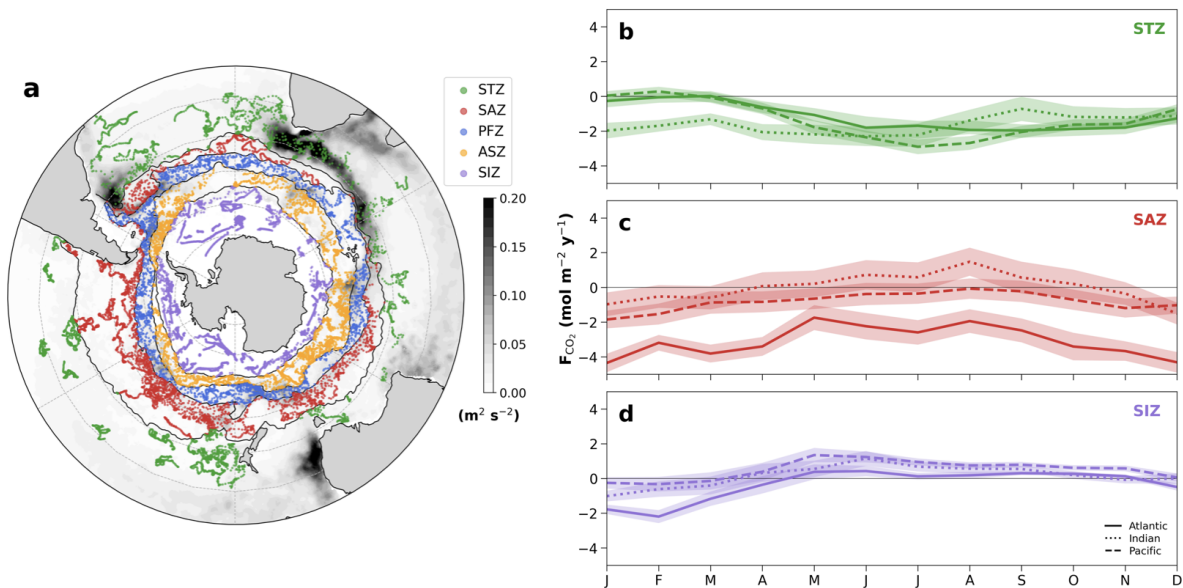 a
STZ
SAZ
PFZ
ASZ
SIZ
0.20
0.15
0.10
0.05
0.00
(m² s⁻²)
b
STZ
4
2
0
−2
−4
c
SAZ
4
2
0
−2
−4
F_CO₂ (mol m⁻² y⁻¹)
d
SIZ
4
2
0
−2
−4
Atlantic
Indian
Pacific
J F M A M J J A S O N D